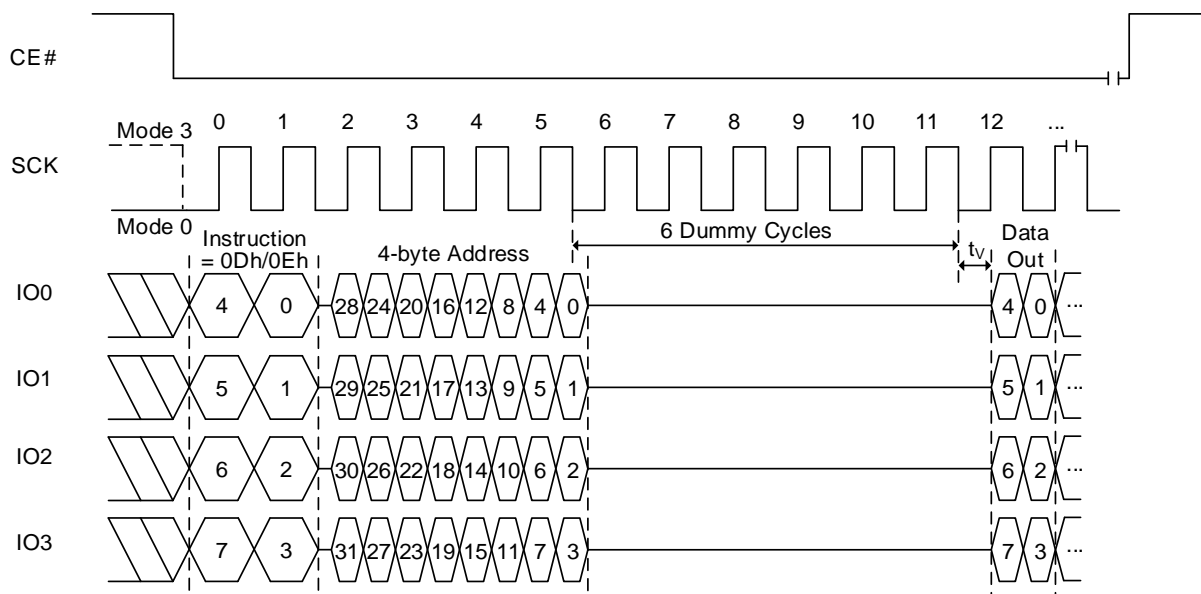 CE#
Mode 3 0 1 2 3 4 5 6 7 8 9 10 11 12 ...
SCK
Mode 0
Instruction
= 0Dh/0Eh
4-byte Address
6 Dummy Cycles
tV
Data
Out
IO0 4 0 28 24 20 16 12 8 4 0 4 0 ...
IO1 5 1 29 25 21 17 13 9 5 1 5 1 ...
IO2 6 2 30 26 22 18 14 10 6 2 6 2 ...
IO3 7 3 31 27 23 19 15 11 7 3 7 3 ...